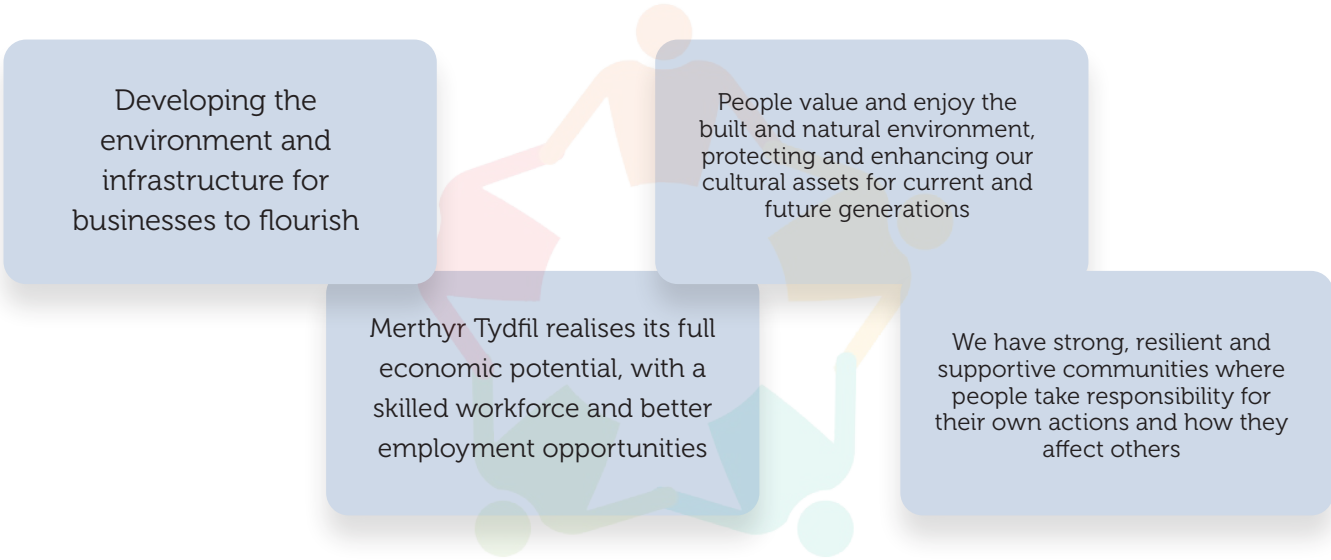 Developing the
environment and
infrastructure for
businesses to flourish
Merthyr Tydfil realises its full
economic potential, with a
skilled workforce and better
employment opportunities
People value and enjoy the
built and natural environment,
protecting and enhancing our
cultural assets for current and
future generations
We have strong, resilient and
supportive communities where
people take responsibility for
their own actions and how they
affect others